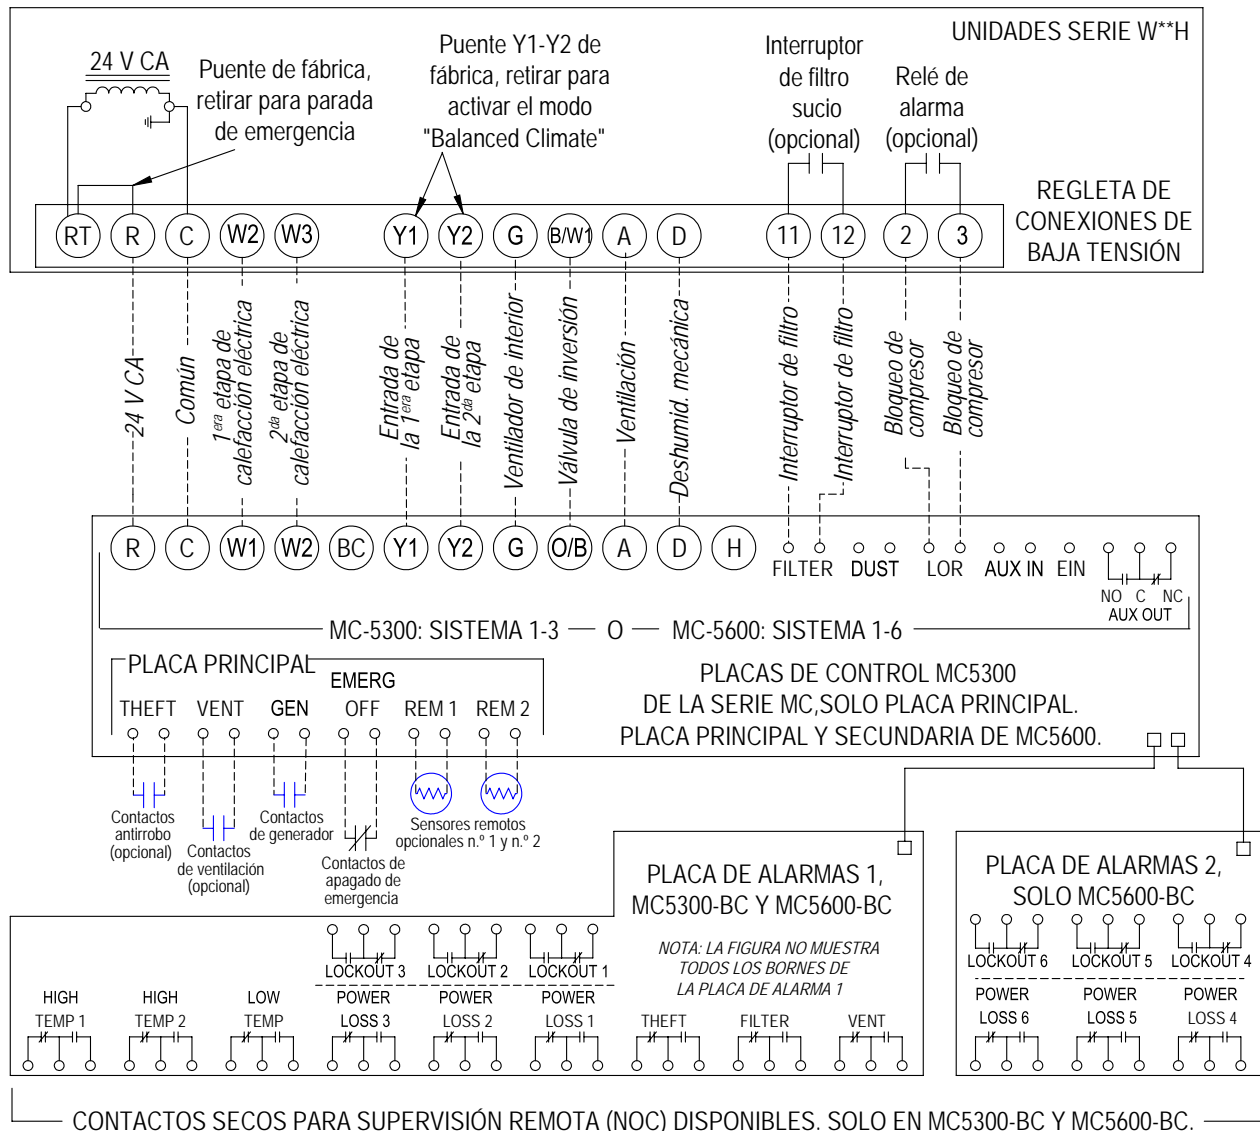 UNIDADES SERIE W**H
24 V CA
Puente de fábrica,
retirar para parada
de emergencia
Puente Y1-Y2 de
fábrica, retirar para
activar el modo
"Balanced Climate"
Interruptor
de filtro
sucio
(opcional)
Relé de
alarma
(opcional)
REGLETA DE
CONEXIONES DE
BAJA TENSIÓN
RT R C W2 W3 Y1 Y2 G B/W1 A D 11 12 2 3
24 V CA
Común
1era etapa de
calefacción eléctrica
2da etapa de
calefacción eléctrica
Entrada de
la 1era etapa
Entrada de
la 2da etapa
Ventilador de interior
Válvula de inversión
Ventilación
Deshumid. mecánica
Interruptor de filtro
Interruptor de filtro
Bloqueo de
compresor
Bloqueo de
compresor
R C W1 W2 BC Y1 Y2 G O/B A D H
FILTER DUST LOR AUX IN EIN
NO C NC
AUX OUT
MC-5300: SISTEMA 1-3 — O — MC-5600: SISTEMA 1-6
PLACA PRINCIPAL
THEFT VENT GEN EMERG
OFF REM 1 REM 2
PLACAS DE CONTROL MC5300
DE LA SERIE MC,SOLO PLACA PRINCIPAL.
PLACA PRINCIPAL Y SECUNDARIA DE MC5600.
Contactos
antirrobo
(opcional)
Contactos
de ventilación
(opcional)
Contactos
de generador
Contactos de
apagado de
emergencia
Sensores remotos
opcionales n.º 1 y n.º 2
PLACA DE ALARMAS 1,
MC5300-BC Y MC5600-BC
NOTA: LA FIGURA NO MUESTRA
TODOS LOS BORNES DE
LA PLACA DE ALARMA 1
LOCKOUT 3 LOCKOUT 2 LOCKOUT 1
HIGH
TEMP 1
HIGH
TEMP 2
LOW
TEMP
POWER
LOSS 3
POWER
LOSS 2
POWER
LOSS 1
THEFT
FILTER
VENT
PLACA DE ALARMAS 2,
SOLO MC5600-BC
LOCKOUT 6 LOCKOUT 5 LOCKOUT 4
POWER
LOSS 6
POWER
LOSS 5
POWER
LOSS 4
CONTACTOS SECOS PARA SUPERVISIÓN REMOTA (NOC) DISPONIBLES. SOLO EN MC5300-BC Y MC5600-BC.